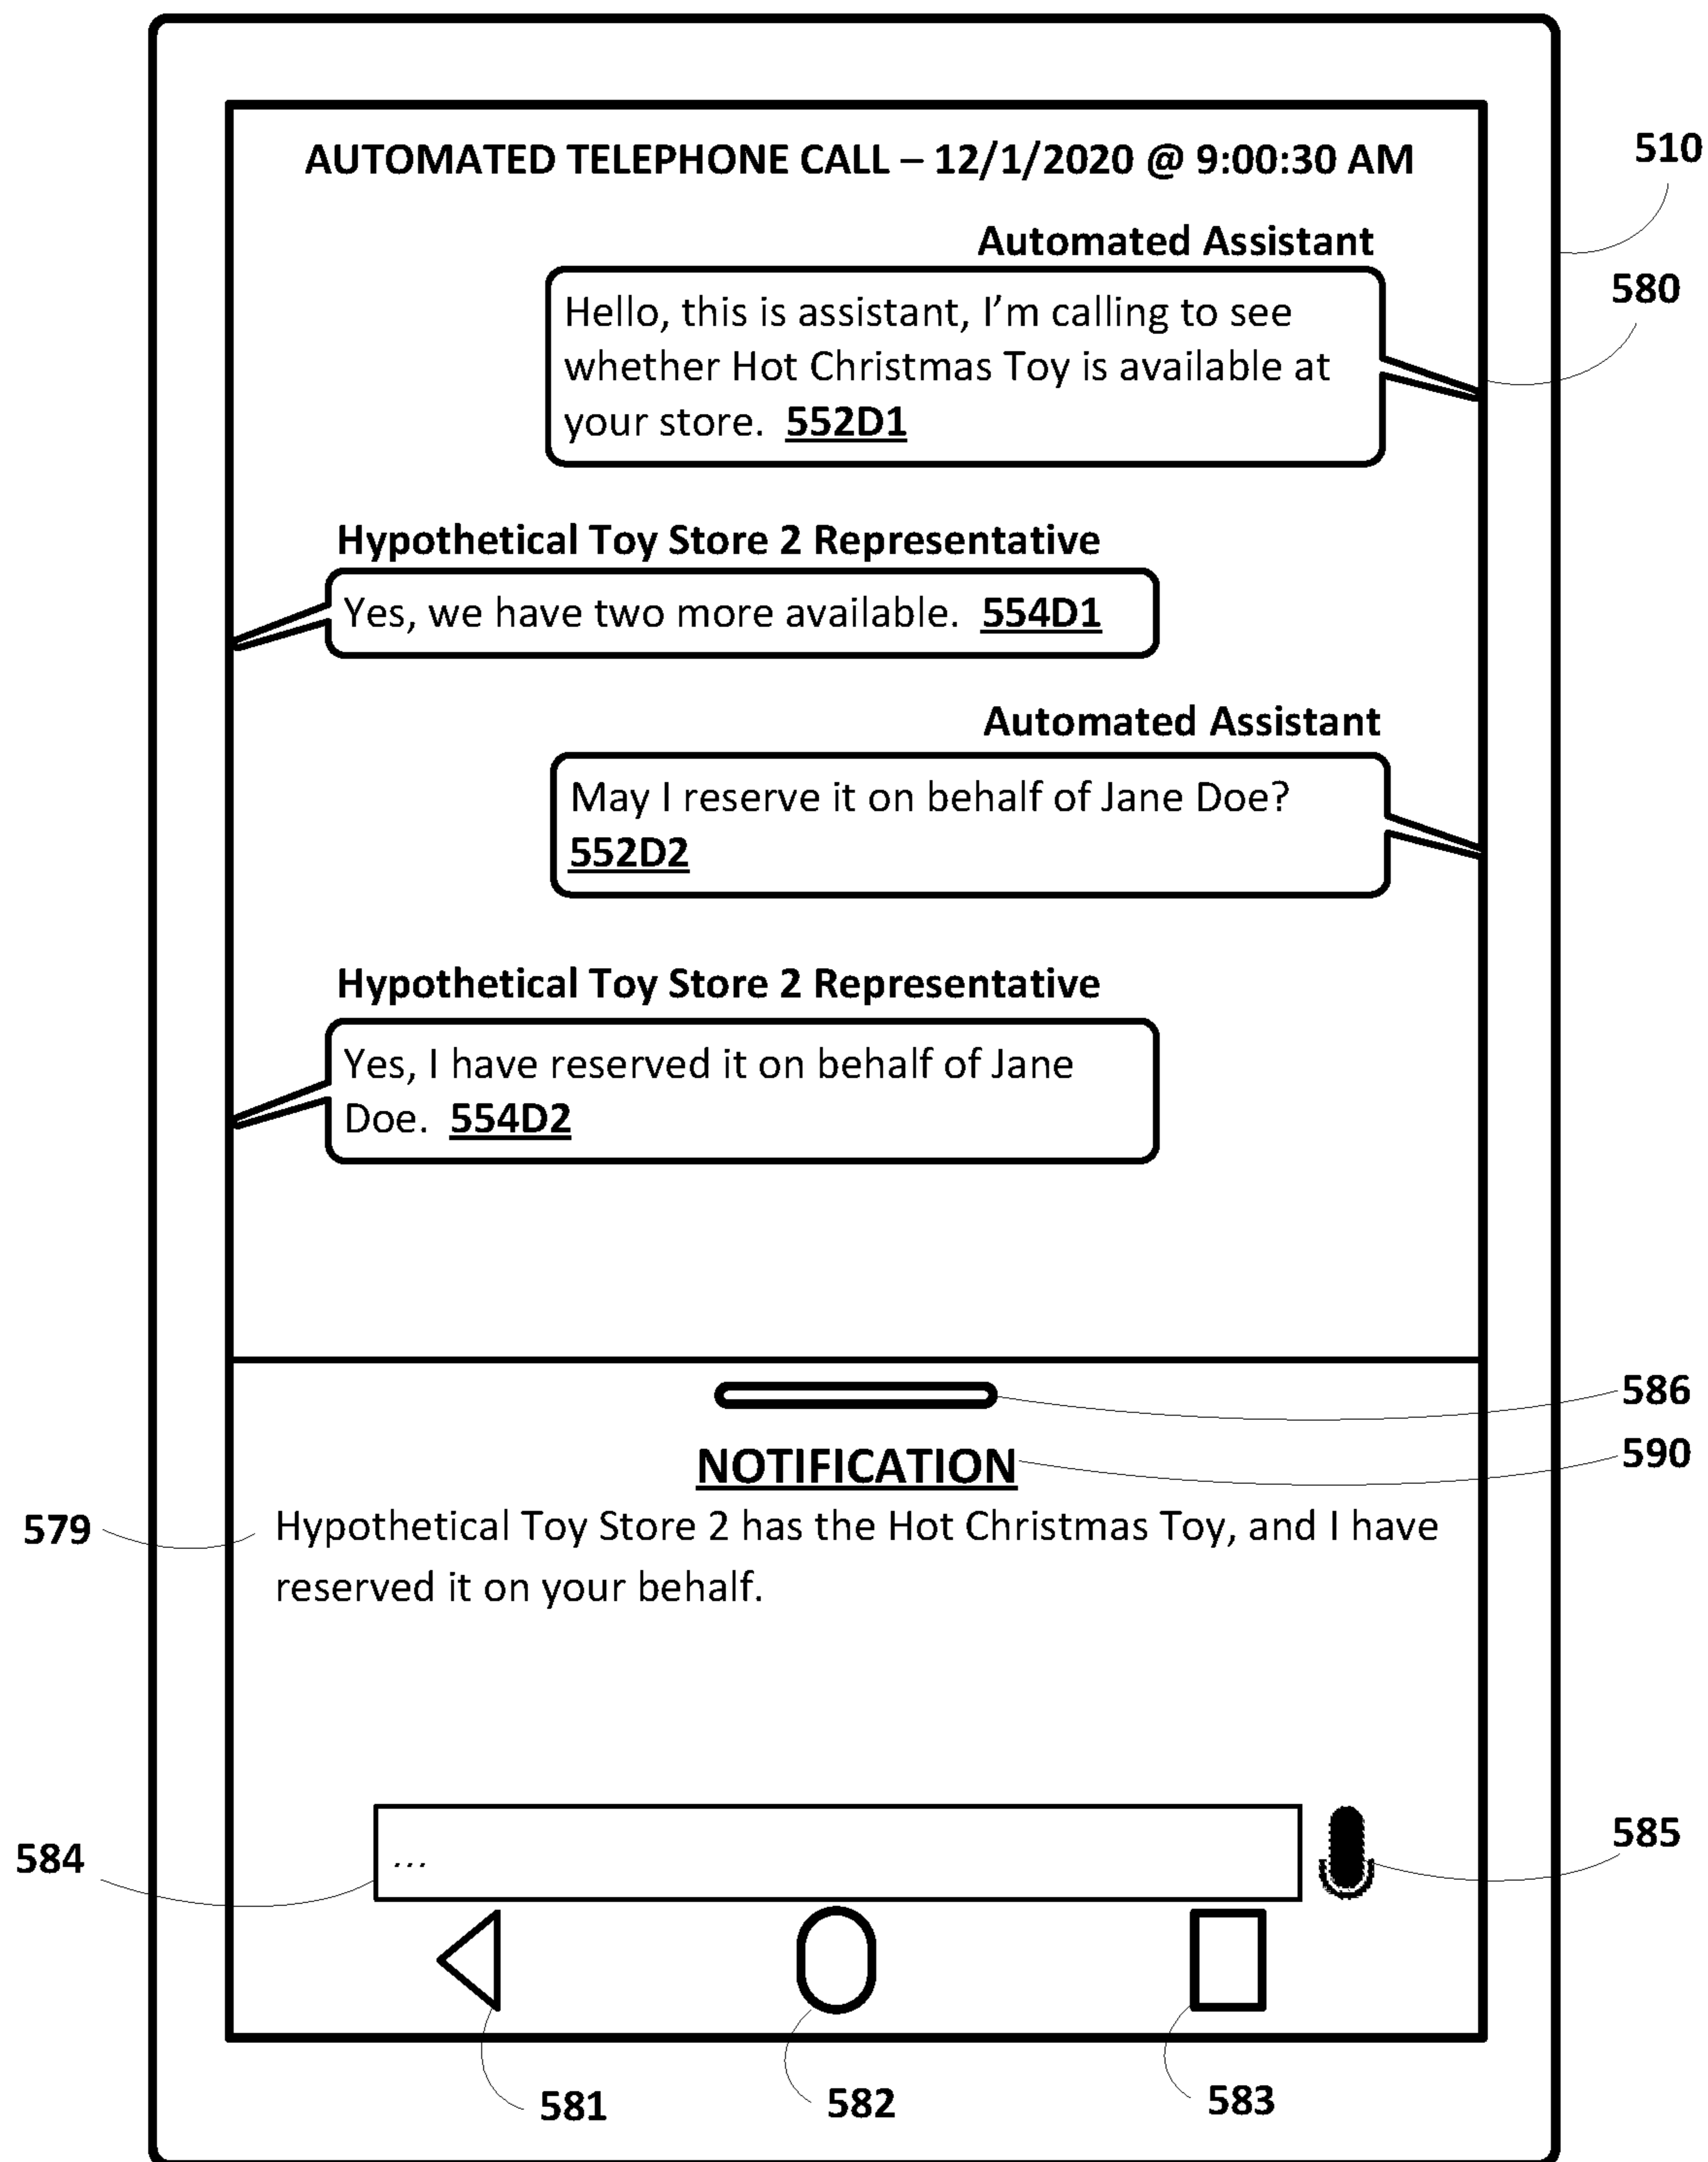 AUTOMATED TELEPHONE CALL – 12/1/2020 @ 9:00:30 AM
510
Automated Assistant
580
Hello, this is assistant, I’m calling to see
whether Hot Christmas Toy is available at
your store. 552D1
Hypothetical Toy Store 2 Representative
Yes, we have two more available. 554D1
Automated Assistant
May I reserve it on behalf of Jane Doe?
552D2
Hypothetical Toy Store 2 Representative
Yes, I have reserved it on behalf of Jane
Doe. 554D2
586
NOTIFICATION
590
579
Hypothetical Toy Store 2 has the Hot Christmas Toy, and I have
reserved it on your behalf.
584
...
585
581
582
583